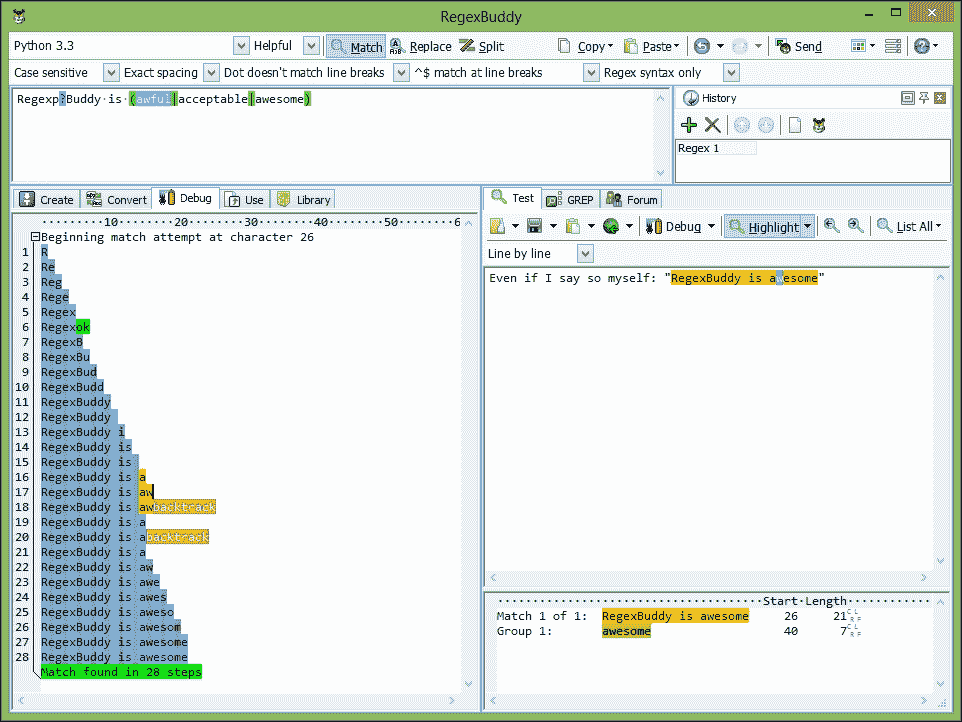 RegexBuddy
Python 3.3 Helpful Match Replace Split Copy Paste Send
Case sensitive Exact spacing Dot doesn't match line breaks ^$ match at line breaks Regex syntax only
Regexp?Buddy·is·(awful|acceptable|awesome)
History
Regex 1
Create Convert Debug Use Library
·········10········20········30········40········50········6
Beginning match attempt at character 26
1 R
2 Re
3 Reg
4 Rege
5 Regex
6 Regexok
7 RegexB
8 RegexBu
9 RegexBud
10 RegexBudd
11 RegexBuddy
12 RegexBuddy
13 RegexBuddy i
14 RegexBuddy is
15 RegexBuddy is
16 RegexBuddy is a
17 RegexBuddy is aw
18 RegexBuddy is awbacktrack
19 RegexBuddy is a
20 RegexBuddy is abacktrack
21 RegexBuddy is a
22 RegexBuddy is aw
23 RegexBuddy is awe
24 RegexBuddy is awes
25 RegexBuddy is aweso
26 RegexBuddy is awesom
27 RegexBuddy is awesome
28 RegexBuddy is awesome
Match found in 28 steps
Test GREP Forum
Debug Highlight List All
Line by line
Even if I say so myself: "RegexBuddy is awesome"
Start·Length
Match 1 of 1: RegexBuddy is awesome 26 21
Group 1: awesome 40 7